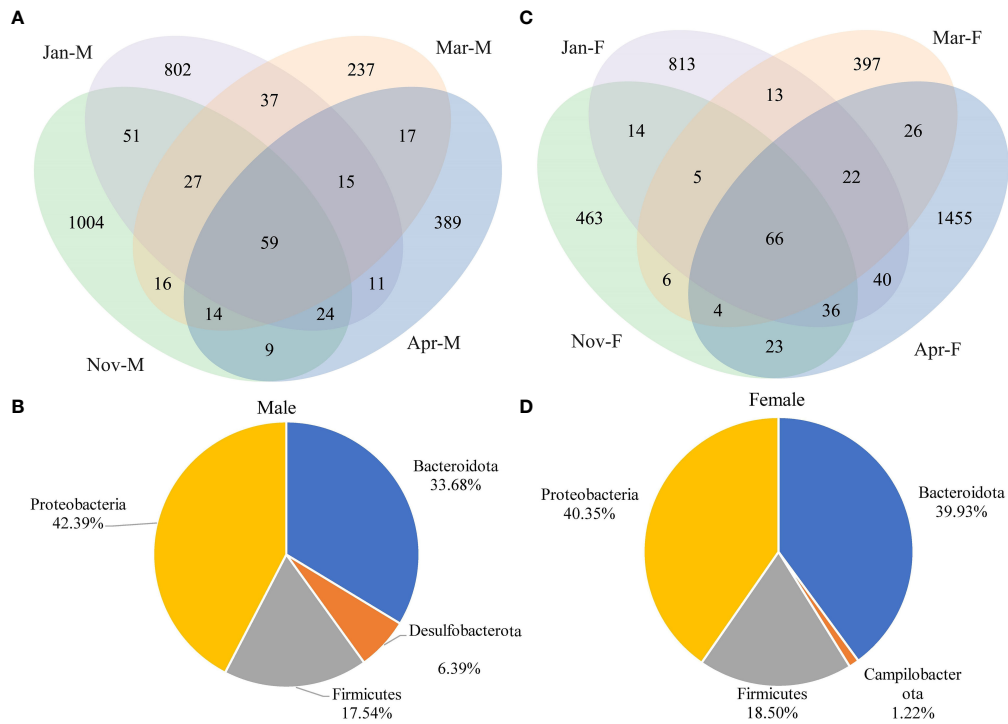 A
Jan-M
Mar-M
802
237
37
51
17
27
15
1004
389
59
16
11
14
24
9
Nov-M
Apr-M
C
Jan-F
Mar-F
813
397
13
14
26
5
22
463
1455
66
6
40
4
36
23
Nov-F
Apr-F
B
Male
Bacteroidota
33.68%
Proteobacteria
42.39%
Desulfobacterota
6.39%
Firmicutes
17.54%
D
Female
Proteobacteria
40.35%
Bacteroidota
39.93%
Campilobacter
ota
1.22%
Firmicutes
18.50%